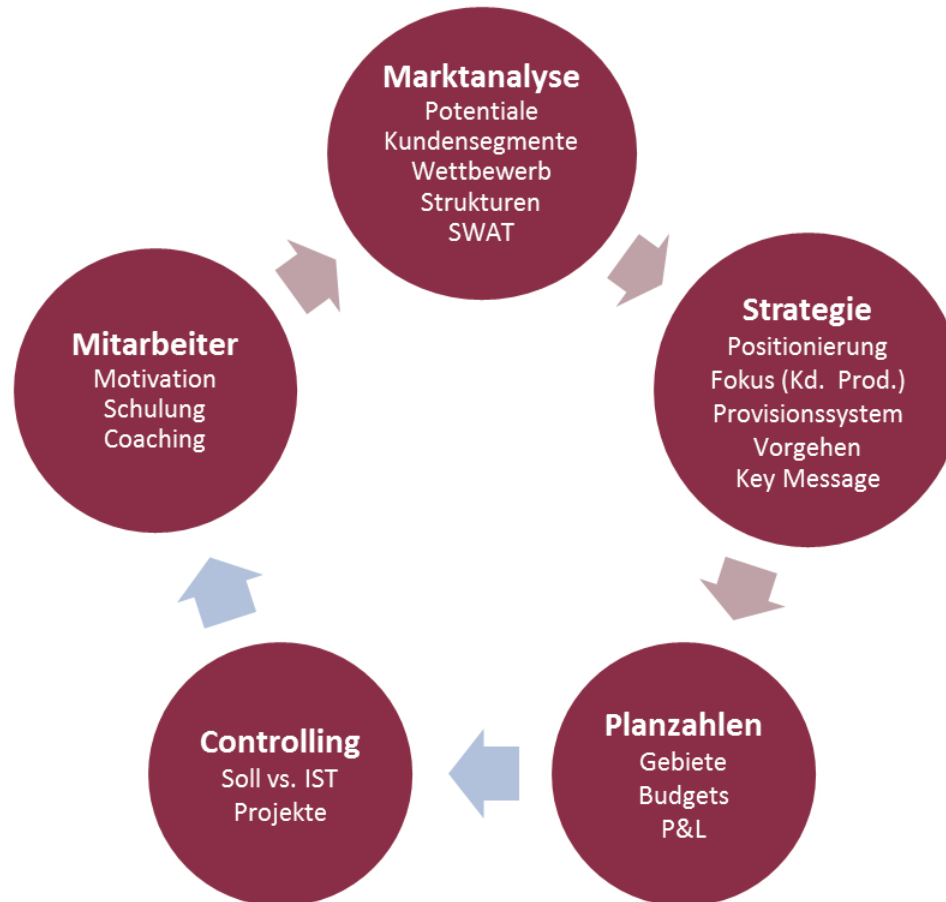 Marktanalyse
Potentiale
Kundensegmente
Wettbewerb
Strukturen
SWAT
Strategie
Positionierung
Fokus (Kd. Prod.)
Provisionssystem
Vorgehen
Key Message
Planzahlen
Gebiete
Budgets
P&L
Controlling
Soll vs. IST
Projekte
Mitarbeiter
Motivation
Schulung
Coaching